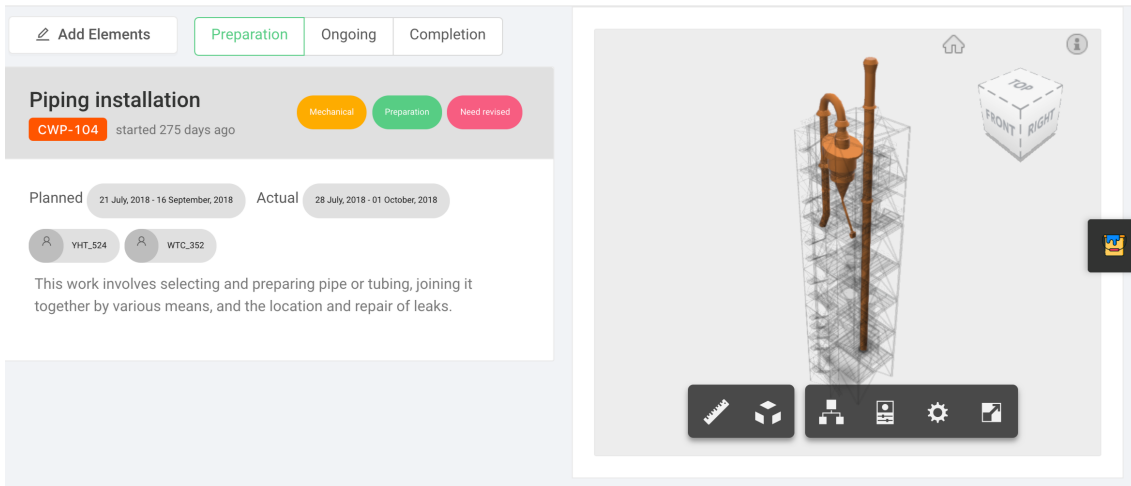 Add Elements
Preparation
Ongoing
Completion
Piping installation
Mechanical
Preparation
Need revised
CWP-104 started 275 days ago
Planned 21 July, 2018 - 16 September, 2018 Actual 28 July, 2018 - 01 October, 2018
YHT_524
WTC_352
This work involves selecting and preparing pipe or tubing, joining it
together by various means, and the location and repair of leaks.
TOP
FRONT
RIGHT